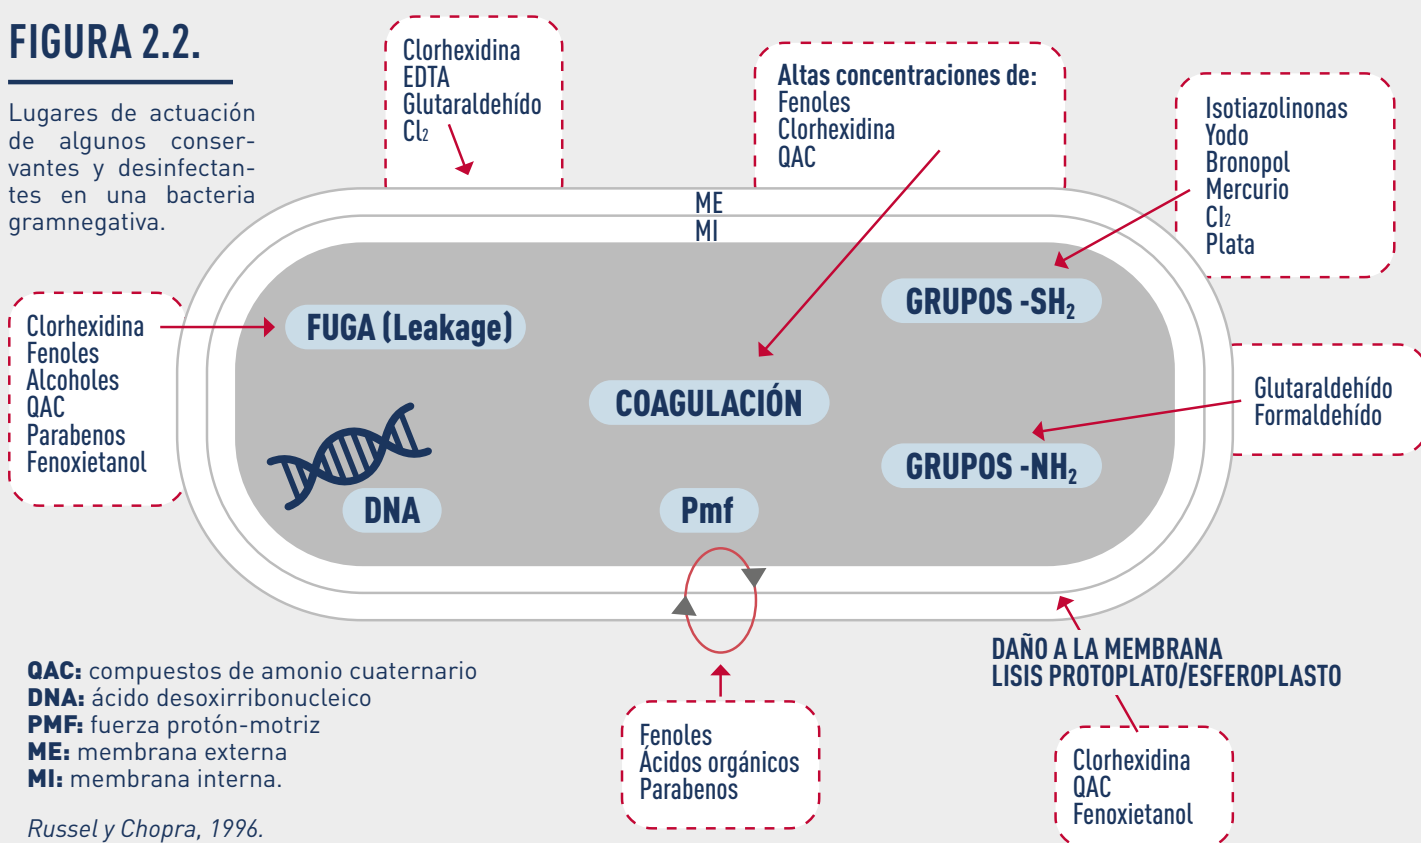 FIGURA 2.2.
Lugares de actuación
de algunos conser-
vantes y desinfectan-
tes en una bacteria
gramnegativa.
Clorhexidina
EDTA
Glutaraldehído
Cl₂
Altas concentraciones de:
Fenoles
Clorhexidina
QAC
Isotiazolinonas
Yodo
Bronopol
Mercurio
Cl₂
Plata
ME
MI
Clorhexidina
Fenoles
Alcoholes
QAC
Parabenos
Fenoxietanol
FUGA (Leakage)
GRUPOS -SH₂
COAGULACIÓN
Glutaraldehído
Formaldehído
GRUPOS -NH₂
DNA
Pmf
DAÑO A LA MEMBRANA
LISIS PROTOPLATO/ESFEROPLASTO
Fenoles
Ácidos orgánicos
Parabenos
Clorhexidina
QAC
Fenoxietanol
QAC: compuestos de amonio cuaternario
DNA: ácido desoxirribonucleico
PMF: fuerza protón-motriz
ME: membrana externa
MI: membrana interna.
Russel y Chopra, 1996.